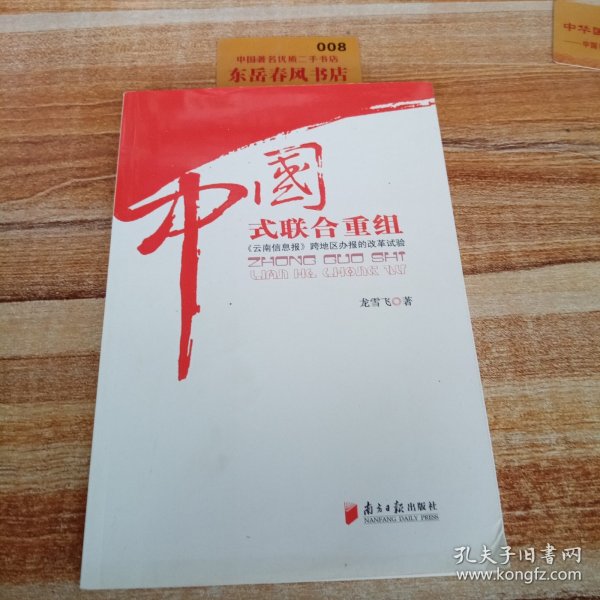 008
中国著名优质二手书店
东岳春风书店
中華
中國
式联合重组
《云南信息报》跨地区办报的改革试验
ZHONG GUO SHI
LIAN HE CHONG ZU
龙雪飞 著
南方日报出版社
NANFANG DAILY PRESS
孔夫子旧書网
www.kongfz.com